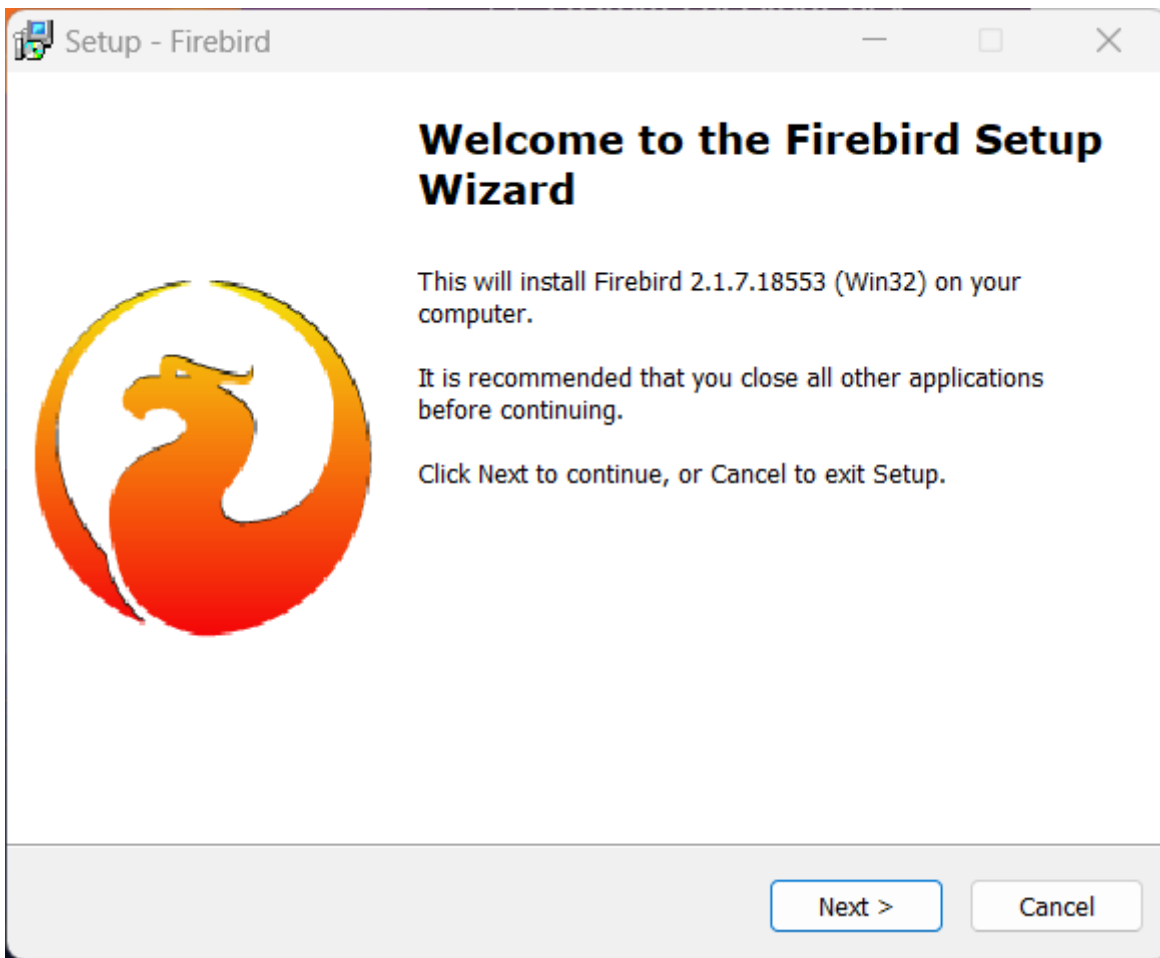 Setup - Firebird
Welcome to the Firebird Setup
Wizard
This will install Firebird 2.1.7.18553 (Win32) on your
computer.
It is recommended that you close all other applications
before continuing.
Click Next to continue, or Cancel to exit Setup.
Next >
Cancel